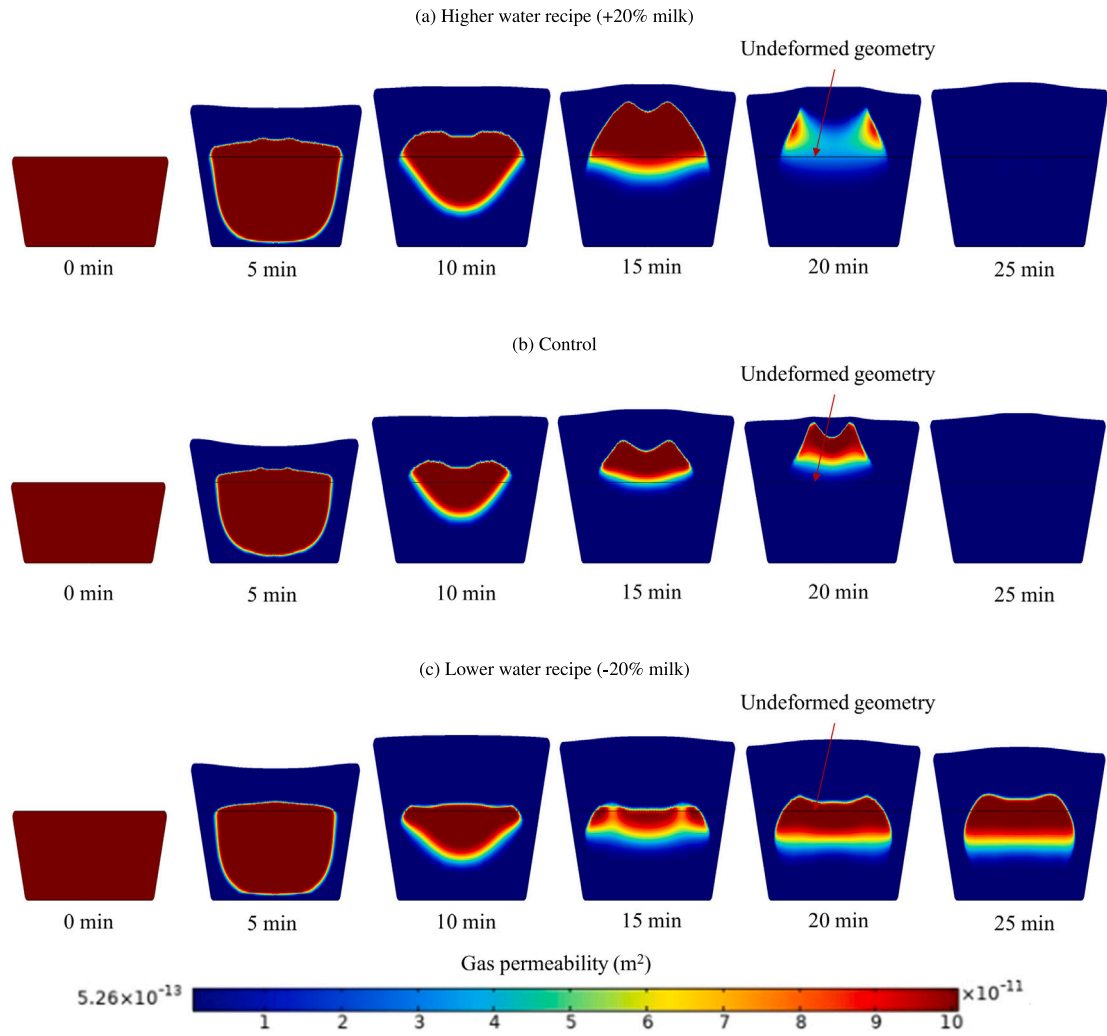 (a) Higher water recipe (+20% milk)
Undeformed geometry
0 min 5 min 10 min 15 min 20 min 25 min
(b) Control
Undeformed geometry
0 min 5 min 10 min 15 min 20 min 25 min
(c) Lower water recipe (-20% milk)
Undeformed geometry
0 min 5 min 10 min 15 min 20 min 25 min
Gas permeability (m²)
5.26×10⁻¹³ ×10⁻¹¹
1 2 3 4 5 6 7 8 9 10